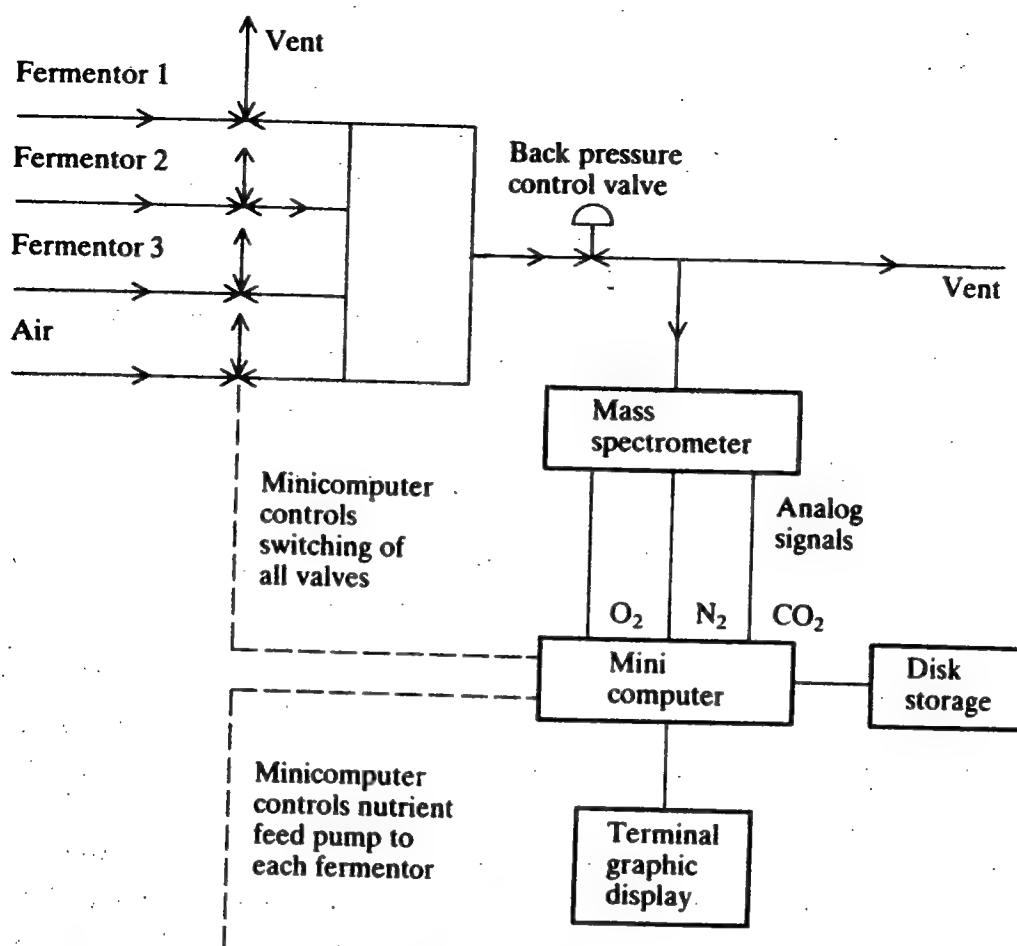 Vent
Fermentor 1
Fermentor 2
Fermentor 3
Air
Back pressure
control valve
Vent
Mass
spectrometer
Minicomputer
controls
switching of
all valves
Analog
signals
O₂ N₂ CO₂
Mini
computer
Disk
storage
Minicomputer
controls nutrient
feed pump to
each fermentor
Terminal
graphic
display